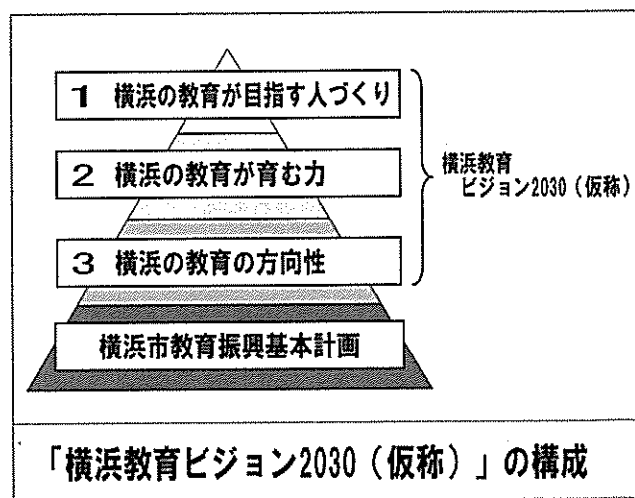 1 横浜の教育が目指す人づくり
2 横浜の教育が育む力
3 横浜の教育の方向性
横浜市教育振興基本計画
横浜教育
ビジョン2030(仮称)
「横浜教育ビジョン2030(仮称)」の構成